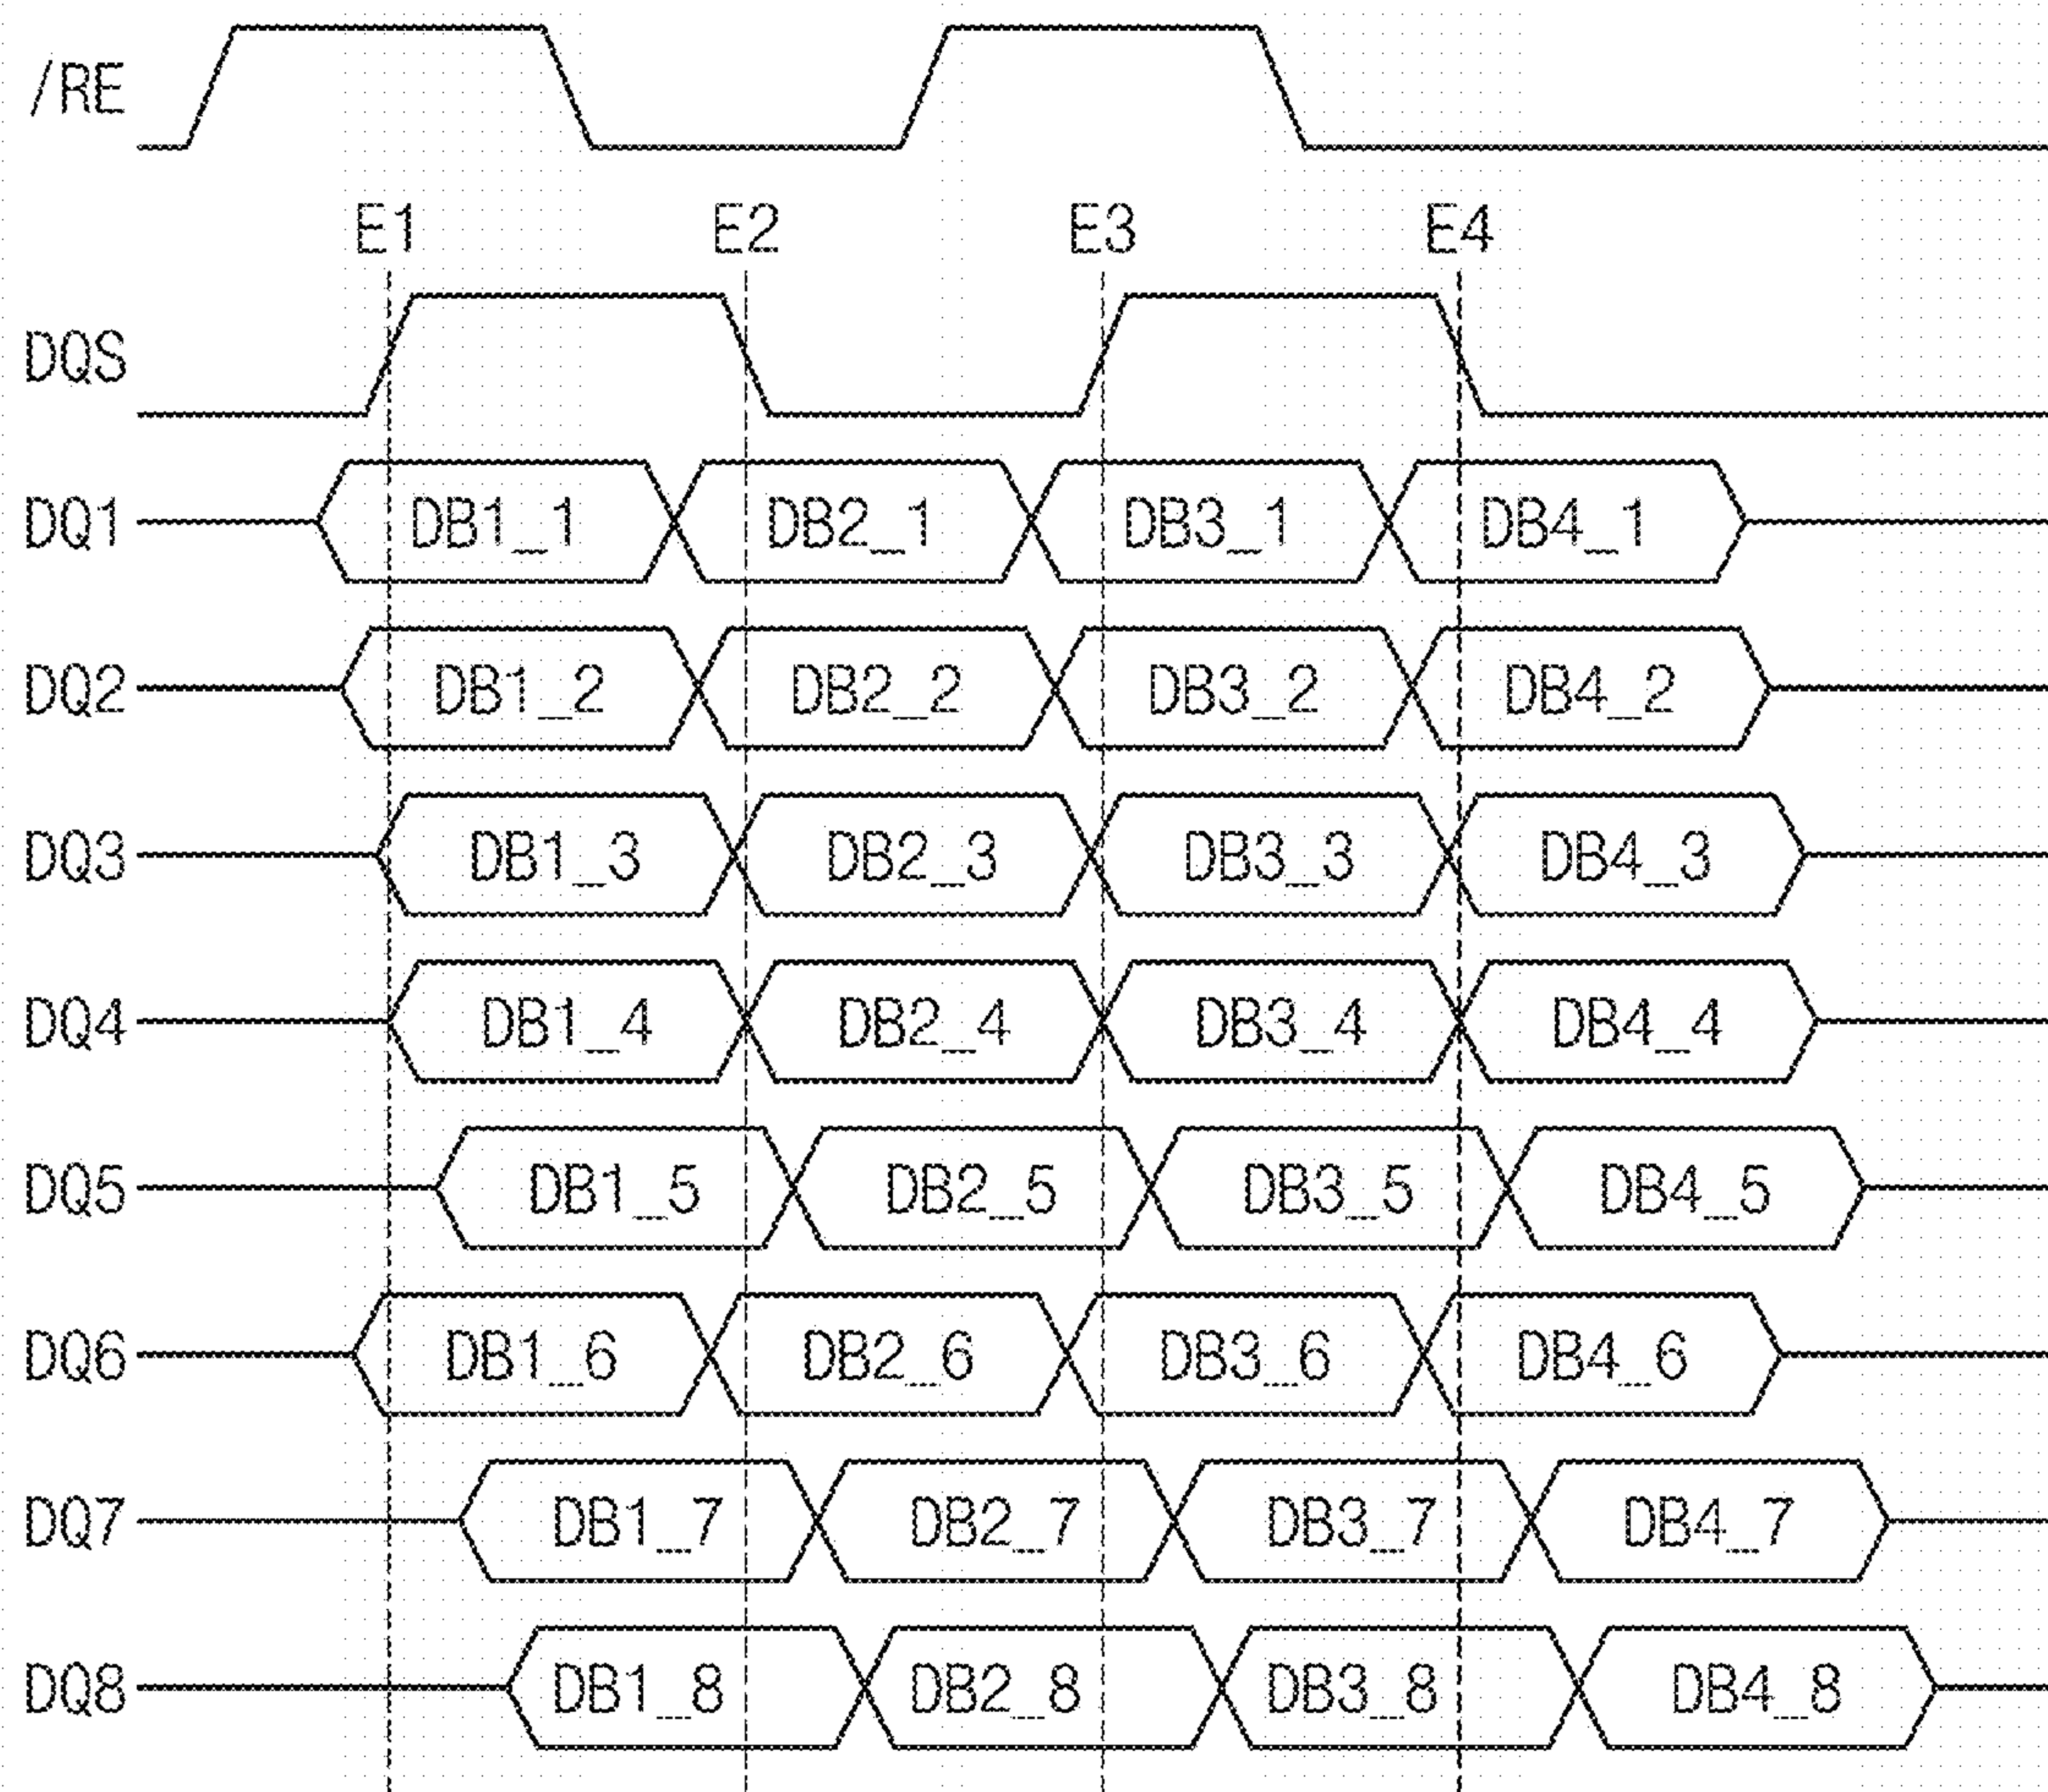 /RE
E1 E2 E3 E4
DQS
DQ1 DB1_1 DB2_1 DB3_1 DB4_1
DQ2 DB1_2 DB2_2 DB3_2 DB4_2
DQ3 DB1_3 DB2_3 DB3_3 DB4_3
DQ4 DB1_4 DB2_4 DB3_4 DB4_4
DQ5 DB1_5 DB2_5 DB3_5 DB4_5
DQ6 DB1_6 DB2_6 DB3_6 DB4_6
DQ7 DB1_7 DB2_7 DB3_7 DB4_7
DQ8 DB1_8 DB2_8 DB3_8 DB4_8